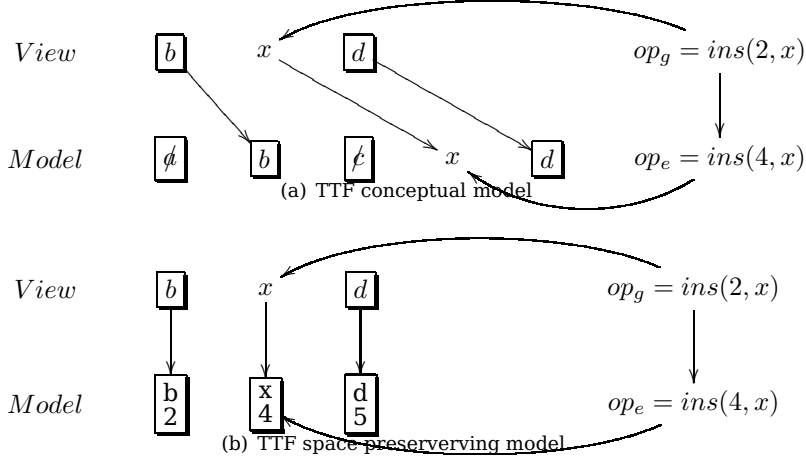 View b x d op_g = ins(2, x)
Model a b c x d op_e = ins(4, x)
(a) TTF conceptual model
View b x d op_g = ins(2, x)
Model b x d op_e = ins(4, x)
2 4 5
(b) TTF space preserverving model